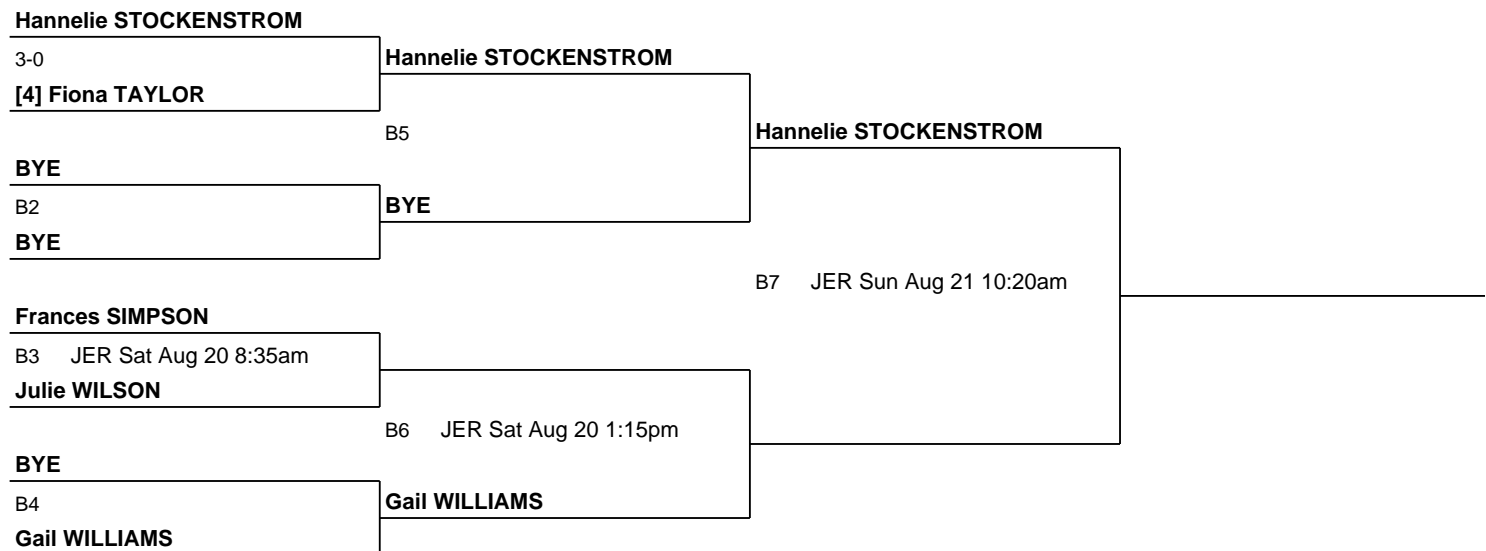 Hannelie STOCKENSTROM
3-0
[4] Fiona TAYLOR
BYE
B2
BYE
Frances SIMPSON
B3 JER Sat Aug 20 8:35am
Julie WILSON
BYE
B4
Gail WILLIAMS
Hannelie STOCKENSTROM
B5
BYE
B6 JER Sat Aug 20 1:15pm
Gail WILLIAMS
Hannelie STOCKENSTROM
B7 JER Sun Aug 21 10:20am